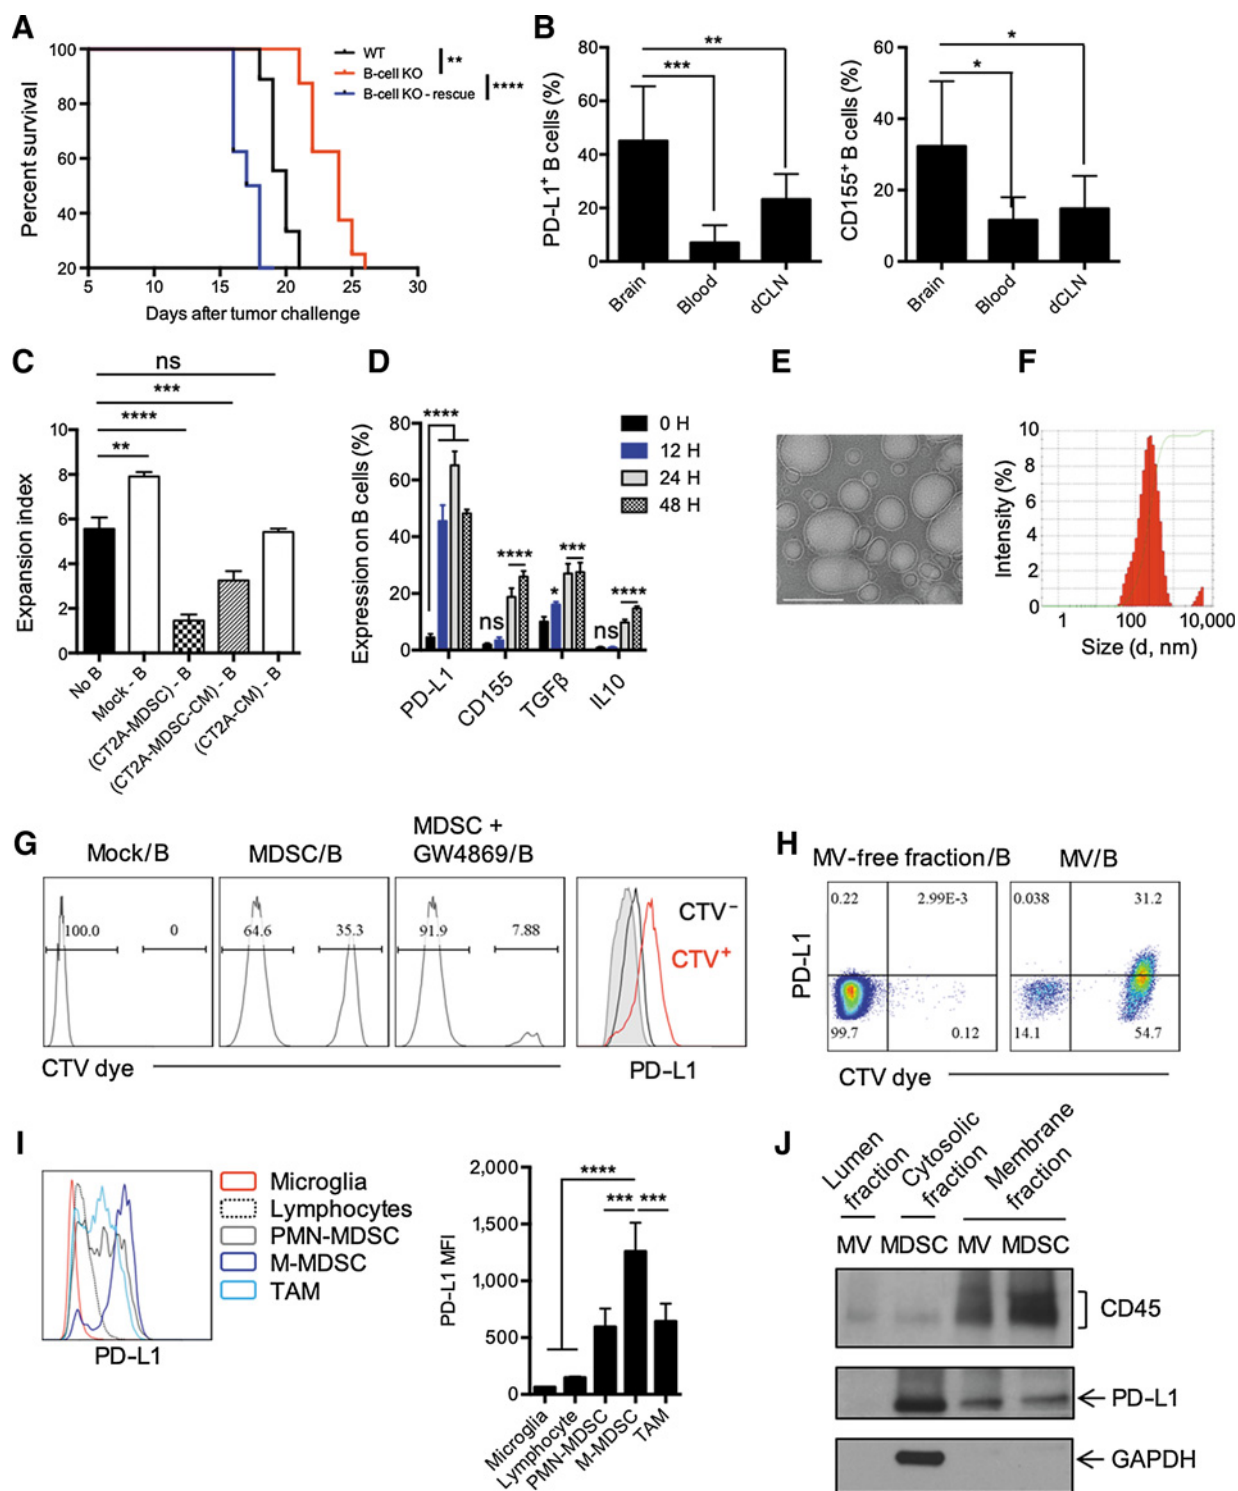 A
100
80
60
40
20
5
10
15
20
25
30
Percent survival
Days after tumor challenge
WT
B-cell KO
B-cell KO - rescue
**
****
B
80
60
40
20
0
PD-L1+ B cells (%)
**
***
Brain
Blood
dCLN
60
40
20
0
CD155+ B cells (%)
*
*
Brain
Blood
dCLN
C
ns
***
****
**
10
8
6
4
2
0
Expansion index
No B
Mock - B
(CT2A-MDSC) - B
(CT2A-MDSC-CM) - B
(CT2A-CM) - B
D
80
60
40
20
0
Expression on B cells (%)
****
ns
****
*
***
ns
****
PD-L1
CD155
TGFβ
IL10
0 H
12 H
24 H
48 H
E
F
10
8
6
4
2
0
Intensity (%)
1
100
10,000
Size (d, nm)
G
Mock/B
MDSC/B
MDSC +
GW4869/B
100.0
0
64.6
35.3
91.9
7.88
CTV−
CTV+
CTV dye
PD-L1
H
MV-free fraction/B
MV/B
0.22
2.99E-3
99.7
0.12
0.038
31.2
14.1
54.7
PD-L1
CTV dye
I
Microglia
Lymphocytes
PMN-MDSC
M-MDSC
TAM
PD-L1
2,000
1,500
1,000
500
0
PD-L1 MFI
****
***
***
Microglia
Lymphocyte
PMN-MDSC
M-MDSC
TAM
J
Lumen
fraction
Cytosolic
fraction
Membrane
fraction
MV
MDSC
MV
MDSC
CD45
PD-L1
GAPDH